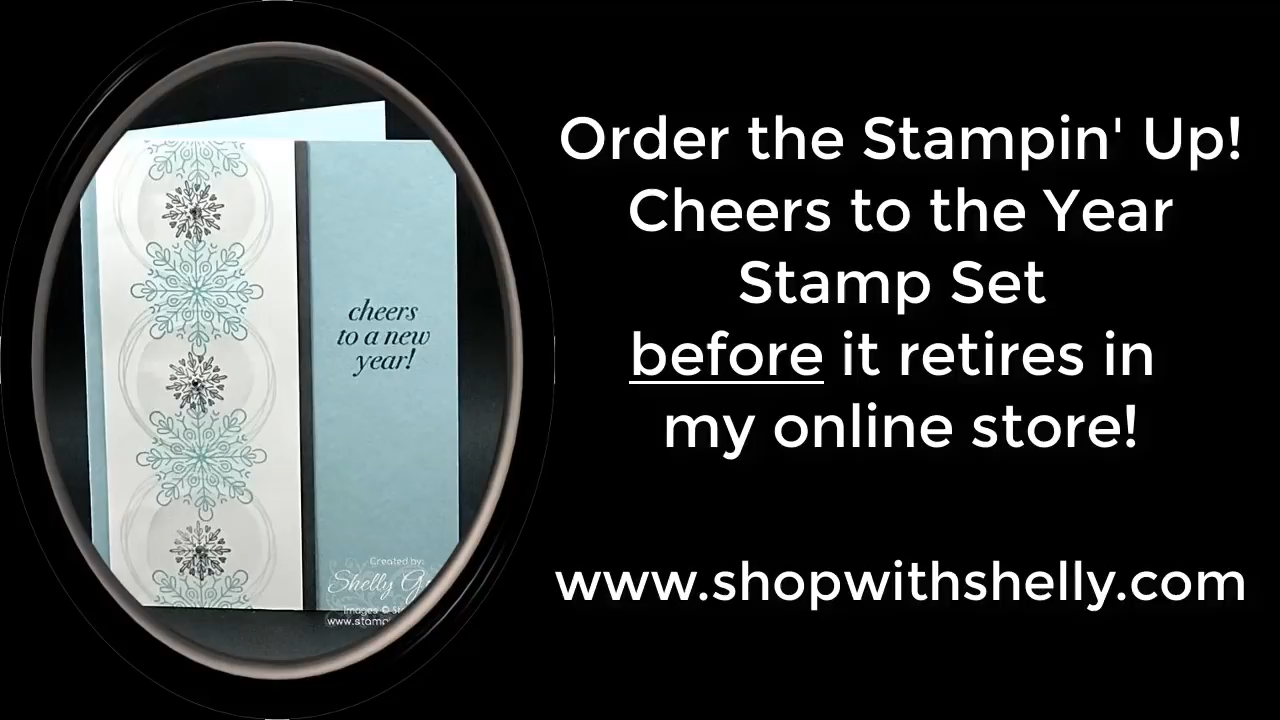 cheers
to a new
year!
Created by:
Shelly
Images ©
Order the Stampin' Up!
Cheers to the Year
Stamp Set
before it retires in
my online store!
www.shopwithshelly.com